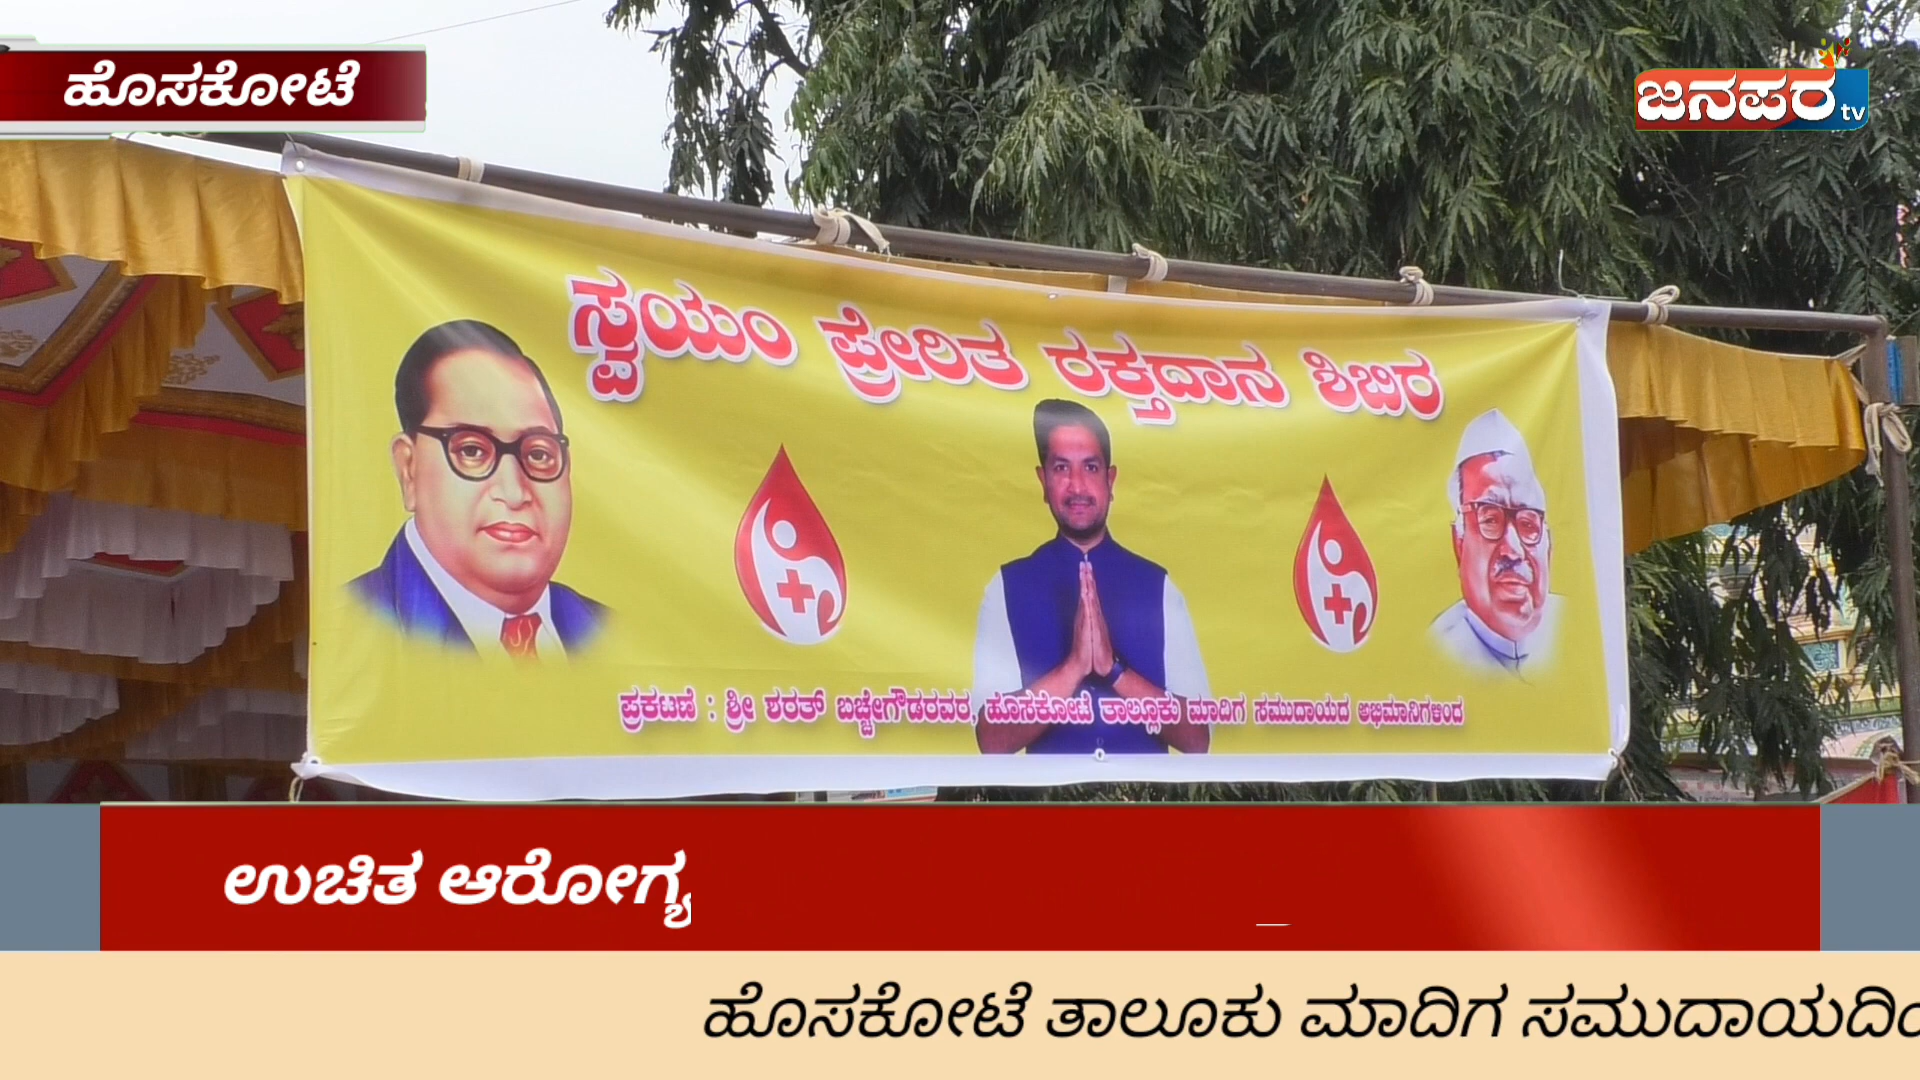 ಹೊಸಕೋಟೆ
ಜನಪರ tv
ಸ್ವಯಂ ಪ್ರೇರಿತ ರಕ್ತದಾನ ಶಿಬಿರ
ಪ್ರಕಟಣೆ : ಶ್ರೀ ಶರತ್ ಬಚ್ಚೇಗೌಡರವರ, ಹೊಸಕೋಟೆ ತಾಲ್ಲೂಕು ಮಾದಿಗ ಸಮುದಾಯದ ಅಭಿಮಾನಿಗಳಿಂದ
ಉಚಿತ ಆರೋಗ್ಯ
ಹೊಸಕೋಟೆ ತಾಲೂಕು ಮಾದಿಗ ಸಮುದಾಯದಿಂ